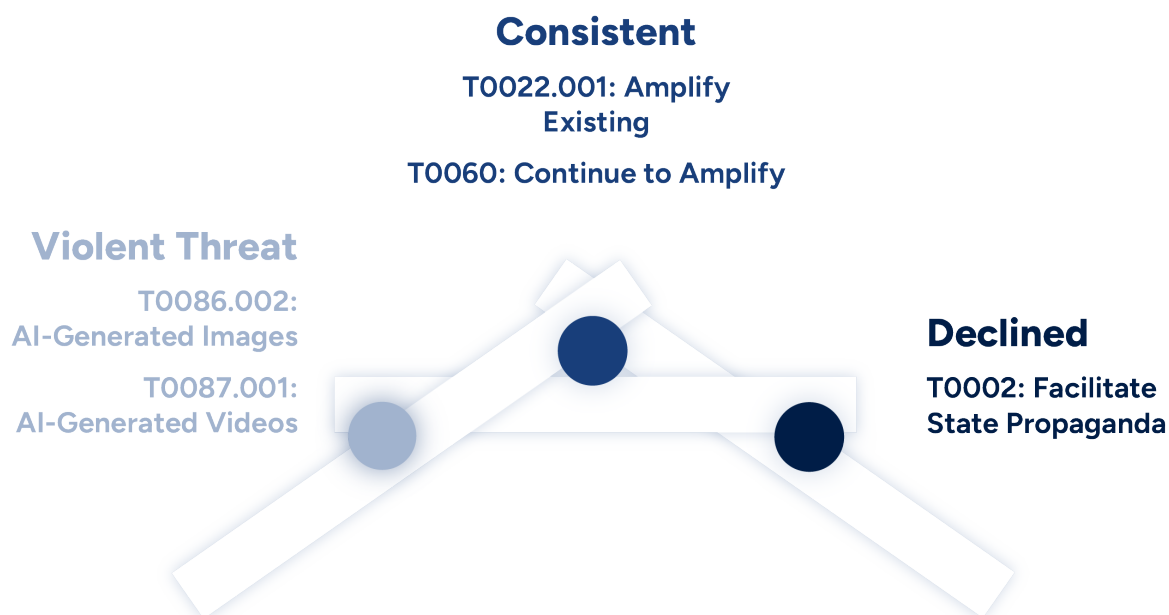 Consistent
T0022.001: Amplify
Existing
T0060: Continue to Amplify
Violent Threat
T0086.002:
AI-Generated Images
T0087.001:
AI-Generated Videos
Declined
T0002: Facilitate
State Propaganda